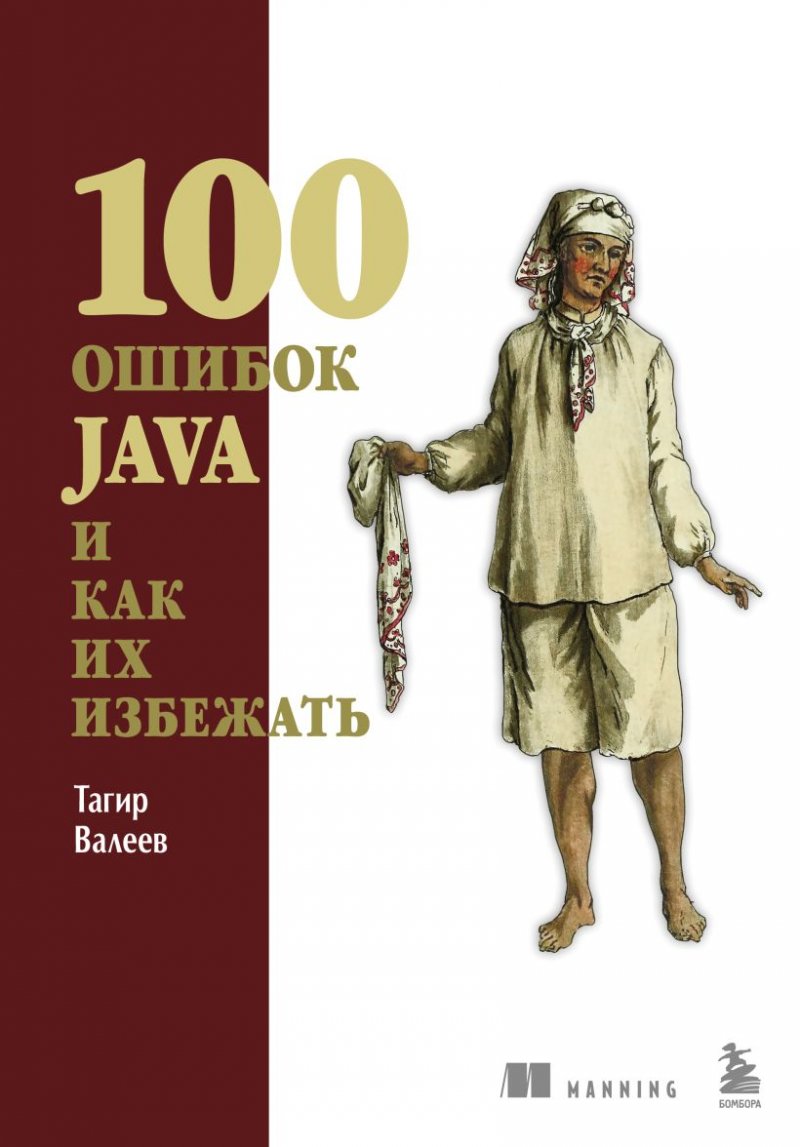 100
ОШИБОК
JAVA
И
КАК
ИХ
ИЗБЕЖАТЬ
Тагир
Валеев
MANNING
БОМБОРА